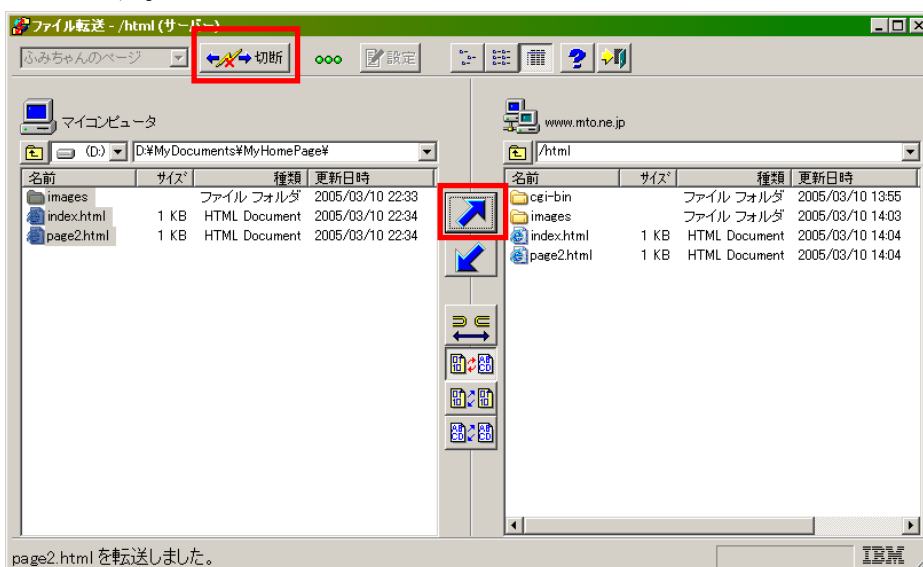 ファイル転送 - /html (サーバー)
ふみちゃんのページ 切断 設定
マイコンピュータ
(D:) D:¥MyDocuments¥MyHomePage¥
名前 サイズ 種類 更新日時
images ファイル フォルダ 2005/03/10 22:33
index.html 1 KB HTML Document 2005/03/10 22:34
page2.html 1 KB HTML Document 2005/03/10 22:34
www.mto.ne.jp
/html
名前 サイズ 種類 更新日時
cgi-bin ファイル フォルダ 2005/03/10 13:55
images ファイル フォルダ 2005/03/10 14:03
index.html 1 KB HTML Document 2005/03/10 14:04
page2.html 1 KB HTML Document 2005/03/10 14:04
page2.html を転送しました。
IBM